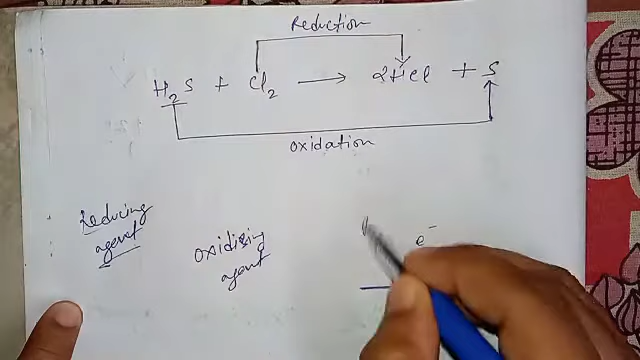 Reduction
H₂S + Cl₂ → 2HCl + S
oxidation
Reducing
agent
oxidising
agent
e⁻